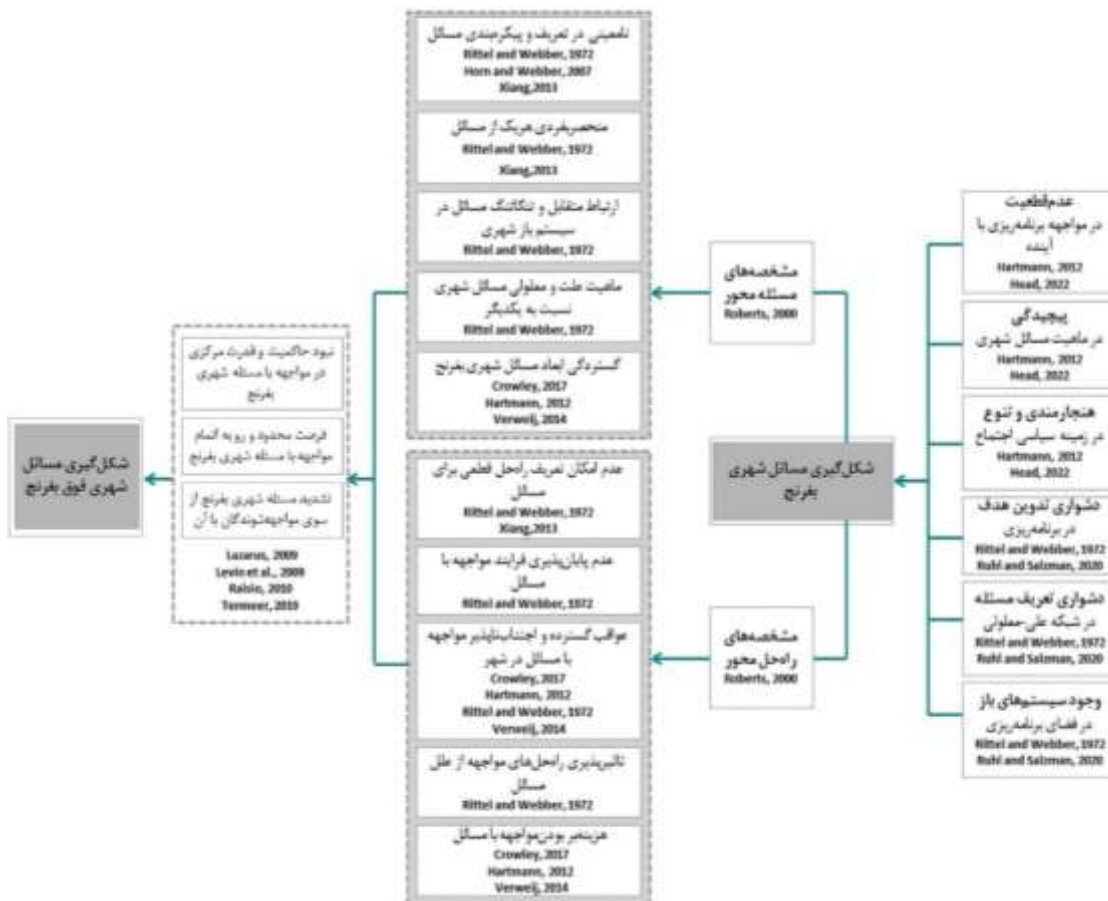 عدم‌قطعیت
در مواجهه برنامه‌ریزی با
آینده
Hartmann, 2012
Head, 2022
پیچیدگی
در ماهیت مسائل شهری
Hartmann, 2012
Head, 2022
هنجارمندی و تنوع
در زمینه سیاسی اجتماع
Hartmann, 2012
Head, 2022
دشواری تدوین هدف
در برنامه‌ریزی
Rittel and Webber, 1972
Ruhl and Salzman, 2020
دشواری تعریف مسئله
در شبکه علی-معلولی
Rittel and Webber, 1972
Ruhl and Salzman, 2020
وجود سیستم‌های باز
در فضای برنامه‌ریزی
Rittel and Webber, 1972
Ruhl and Salzman, 2020
شکل‌گیری مسائل شهری
بغرنج
مشخصه‌های
مسئله محور
Roberts, 2000
مشخصه‌های
راه‌حل محور
Roberts, 2000
نامعینی در تعریف و پیکره‌بندی مسائل
Rittel and Webber, 1972
Horn and Webber, 2007
Xiang,2013
منحصربفردی هریک از مسائل
Rittel and Webber, 1972
Xiang,2013
ارتباط متقابل و تنگاتنگ مسائل در
سیستم باز شهری
Rittel and Webber, 1972
ماهیت علت و معلولی مسائل شهری
نسبت به یکدیگر
Rittel and Webber, 1972
گستردگی ابعاد مسائل شهری بغرنج
Crowley, 2017
Hartmann, 2012
Verweij, 2014
عدم امکان تعریف راه‌حل قطعی برای
مسائل
Rittel and Webber, 1972
Xiang,2013
عدم پایان‌پذیری فرایند مواجهه با
مسائل
Rittel and Webber, 1972
عواقب گسترده و اجتناب‌ناپذیر مواجهه
با مسائل در شهر
Crowley, 2017
Hartmann, 2012
Rittel and Webber, 1972
Verweij, 2014
تاثیرپذیری راه‌حل‌های مواجهه از علل
مسائل
Rittel and Webber, 1972
هزینه‌بر بودن مواجهه با مسائل
Crowley, 2017
Hartmann, 2012
Verweij, 2014
نبود حاکمیت و قدرت مرکزی
در مواجهه با مسئله شهری
بغرنج
فرصت محدود و رو به اتمام
مواجهه با مسئله شهری بغرنج
تشدید مسئله شهری بغرنج از
سوی مواجهه‌شوندگان با آن
Lazarus, 2009
Levin et al., 2009
Raisio, 2010
Termeer, 2019
شکل‌گیری مسائل
شهری فوق بغرنج